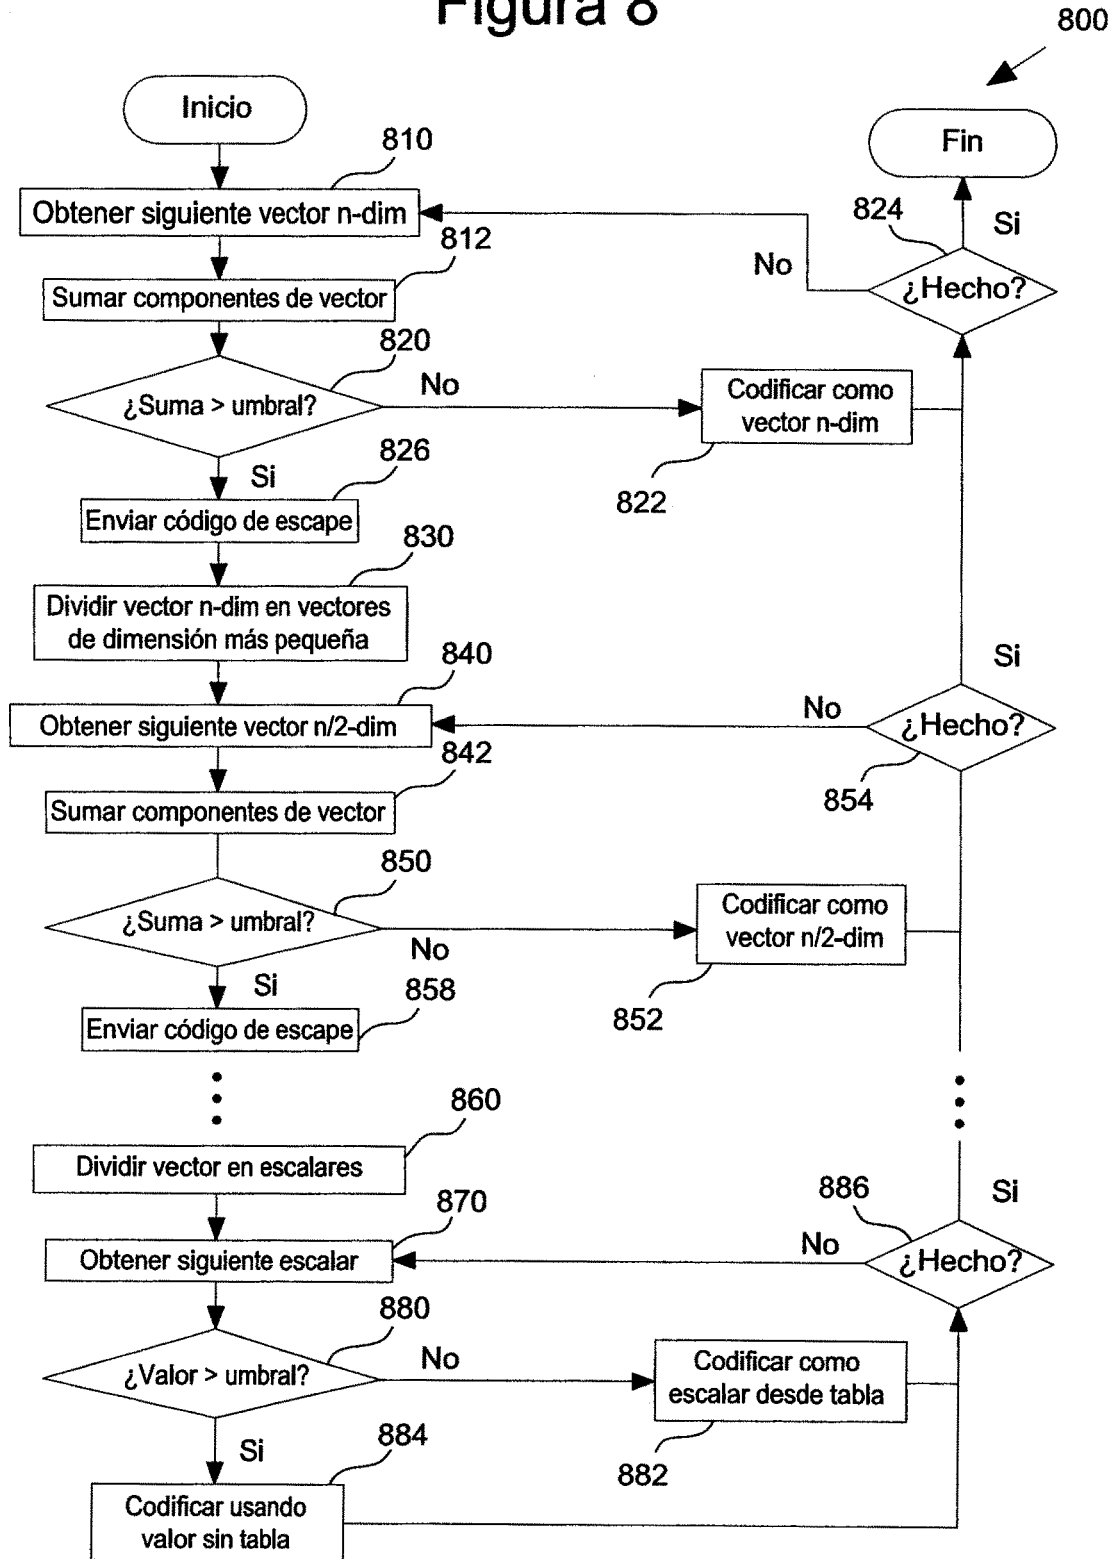 Figura 8
800
Inicio
Fin
810
Obtener siguiente vector n-dim
824
Si
812
No
¿Hecho?
Sumar componentes de vector
820
¿Suma > umbral?
No
Codificar como
vector n-dim
822
Si
826
Enviar código de escape
830
Dividir vector n-dim en vectores
de dimensión más pequeña
840
Si
Obtener siguiente vector n/2-dim
No
¿Hecho?
842
854
Sumar componentes de vector
850
¿Suma > umbral?
No
Codificar como
vector n/2-dim
852
Si
858
Enviar código de escape
860
Dividir vector en escalares
886
Si
870
Obtener siguiente escalar
No
¿Hecho?
880
¿Valor > umbral?
No
Codificar como
escalar desde tabla
882
Si
884
Codificar usando
valor sin tabla